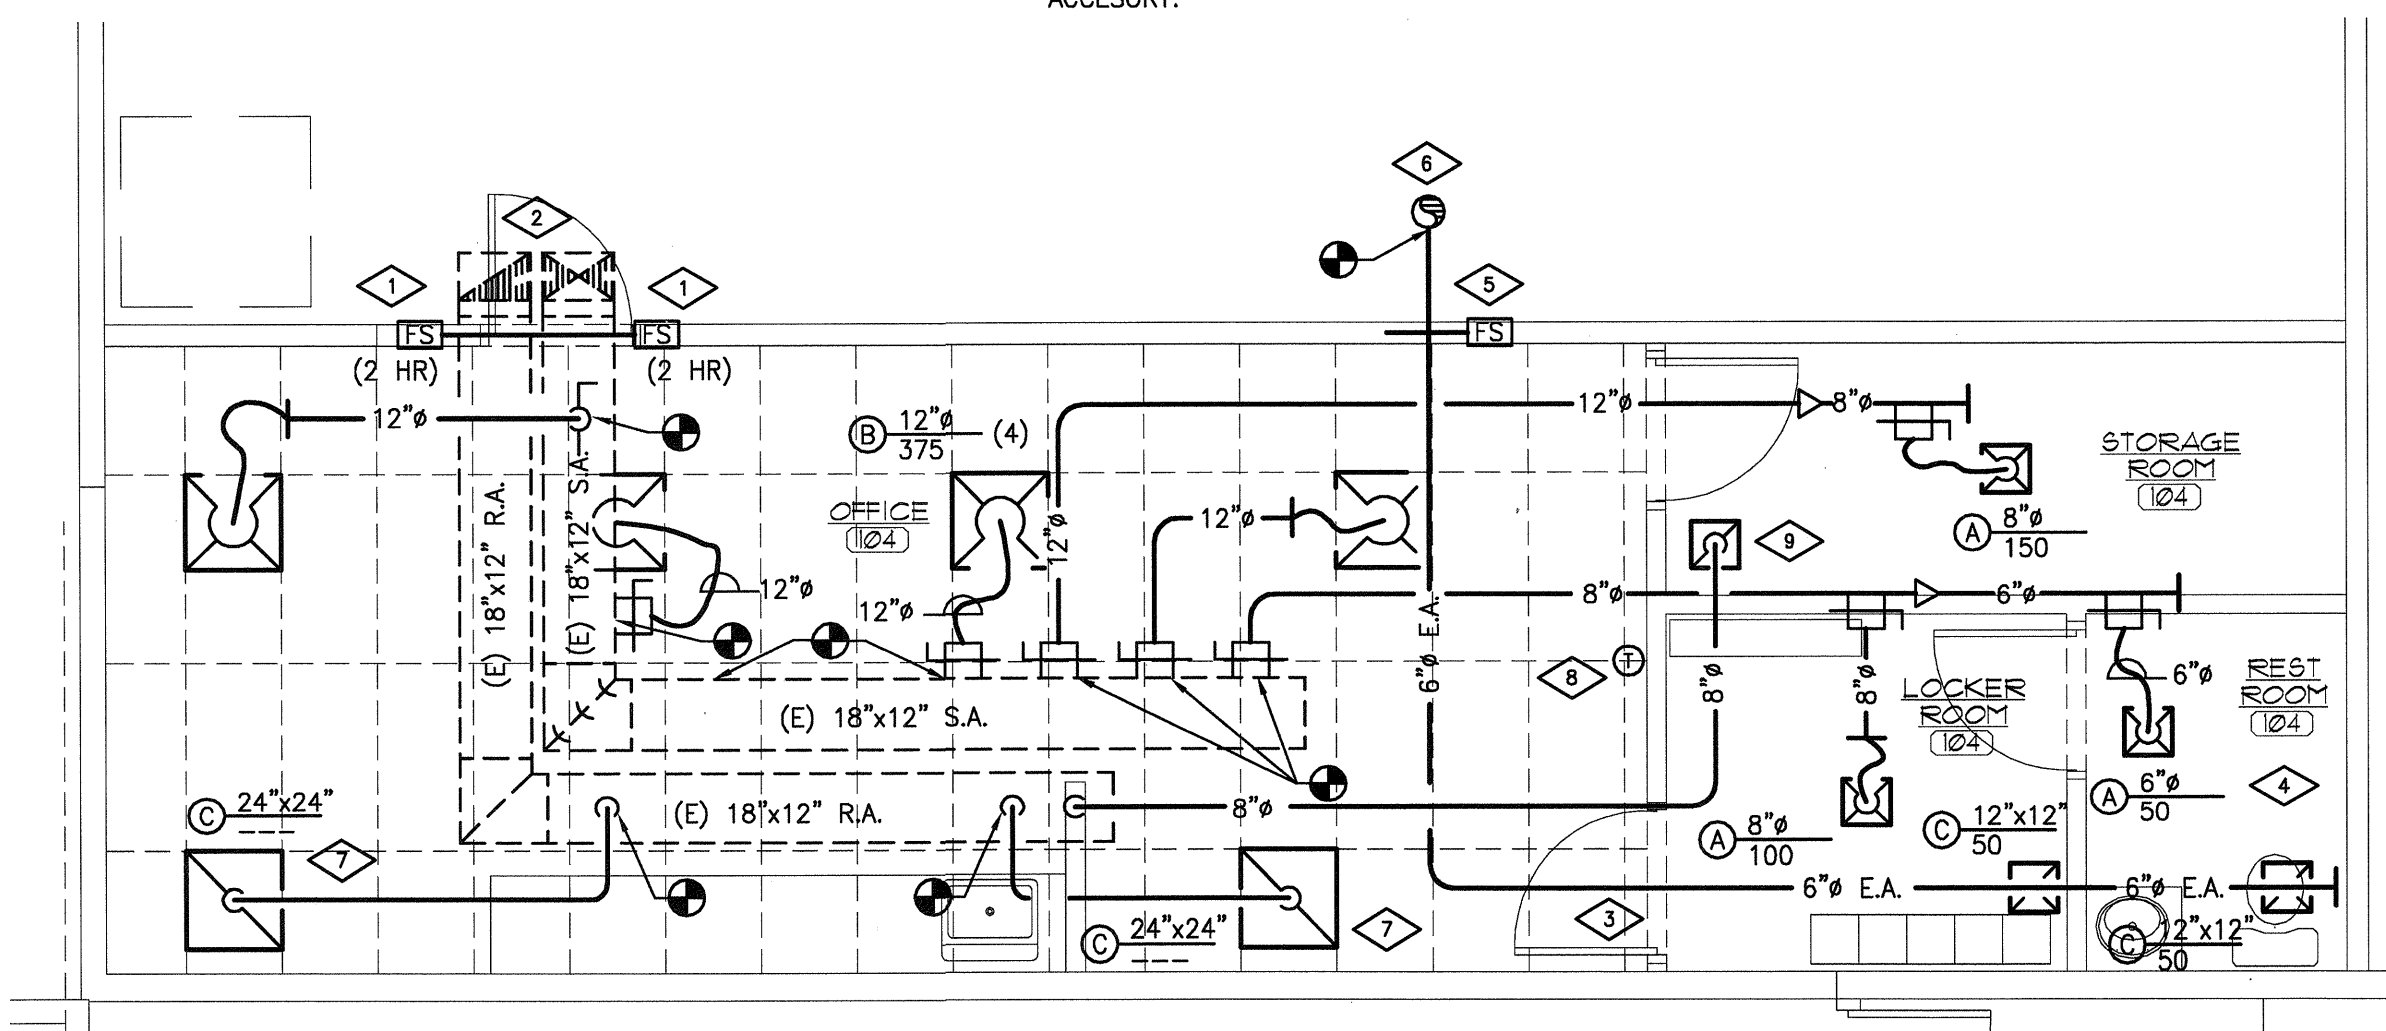 ACCESORY.
6
2
1
1
5
FS
FS
FS
(2 HR)
(2 HR)
12"ø
12"ø
8"ø
B
12"ø
375
(4)
STORAGE
ROOM
104
OFFICE
104
(E) 18"x12" R.A.
(E) 18"x12" S.A.
12"ø
12"ø
A
8"ø
150
9
12"ø
12"ø
8"ø
6"ø
6"ø E.A.
8
T
8"ø
8"ø
LOCKER
ROOM
104
6"ø
REST
ROOM
104
(E) 18"x12" S.A.
4
A
6"ø
50
C
24"x24"
(E) 18"x12" R.A.
8"ø
A
8"ø
100
C
12"x12"
50
7
6"ø E.A.
6"ø E.A.
3
7
C
24"x24"
C
12"x12"
50